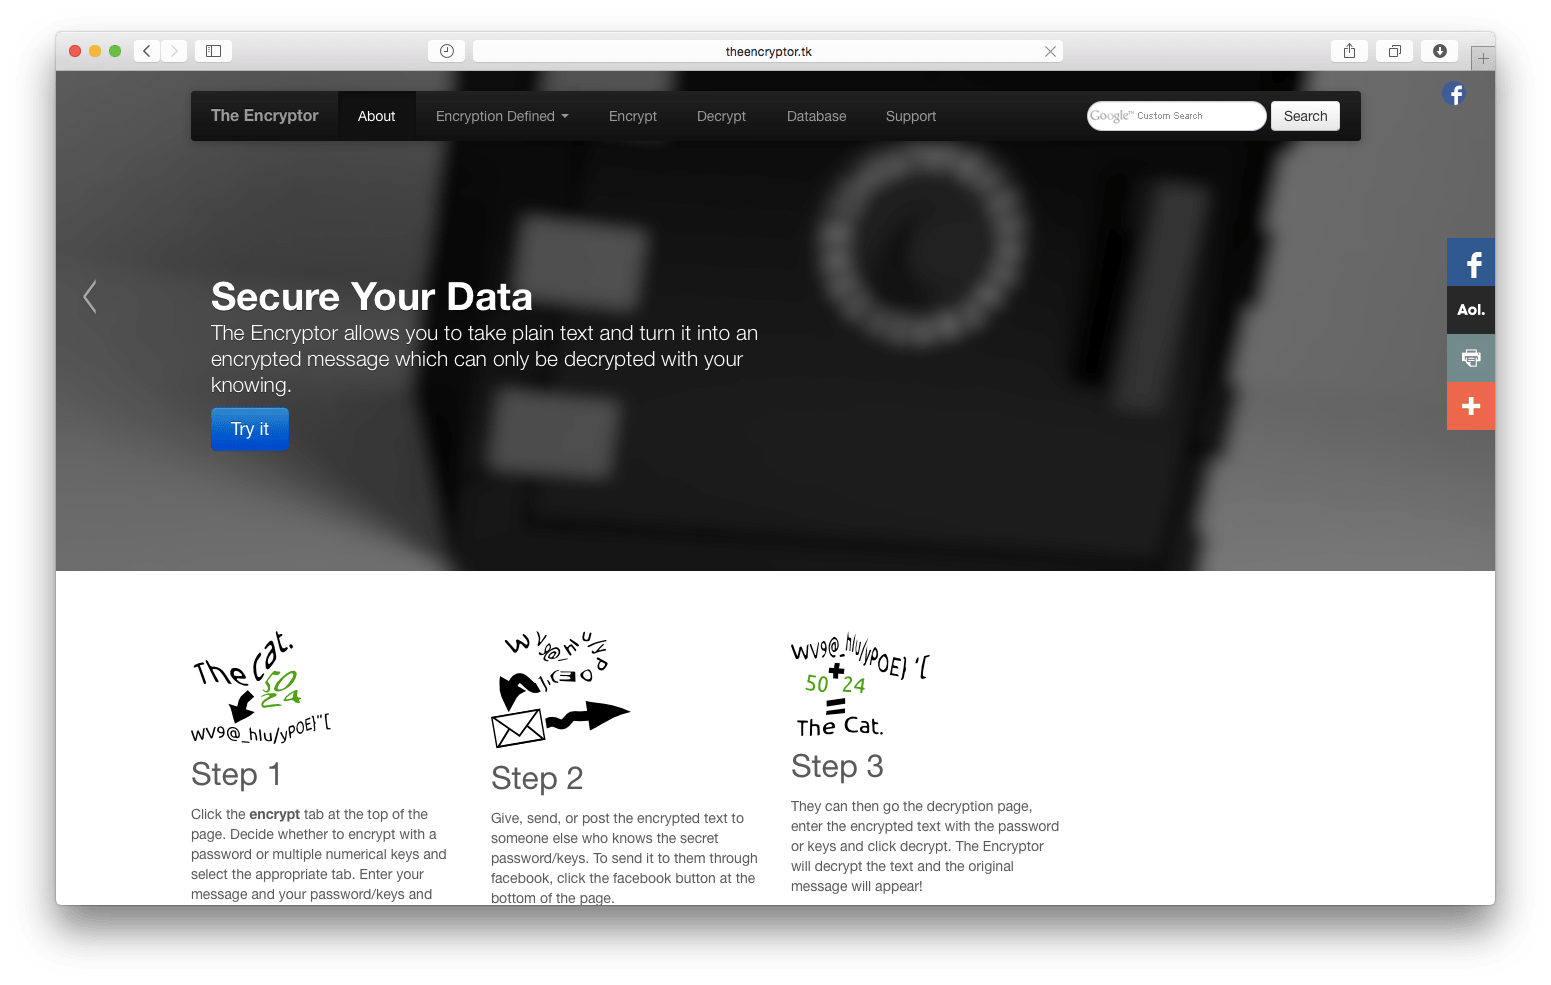 theencryptor.tk
The Encryptor About Encryption Defined Encrypt Decrypt Database Support Google™ Custom Search Search
f
f
Aol.
Secure Your Data
The Encryptor allows you to take plain text and turn it into an
encrypted message which can only be decrypted with your
knowing.
Try it
The Cat.
50
24
WV9@_hIu/yPOE}"[
Step 1
Click the encrypt tab at the top of the
page. Decide whether to encrypt with a
password or multiple numerical keys and
select the appropriate tab. Enter your
message and your password/keys and
Step 2
Give, send, or post the encrypted text to
someone else who knows the secret
password/keys. To send it to them through
facebook, click the facebook button at the
bottom of the page.
WV9@_hlu/yPOE} '[
+
50 24
=
The Cat.
Step 3
They can then go the decryption page,
enter the encrypted text with the password
or keys and click decrypt. The Encryptor
will decrypt the text and the original
message will appear!